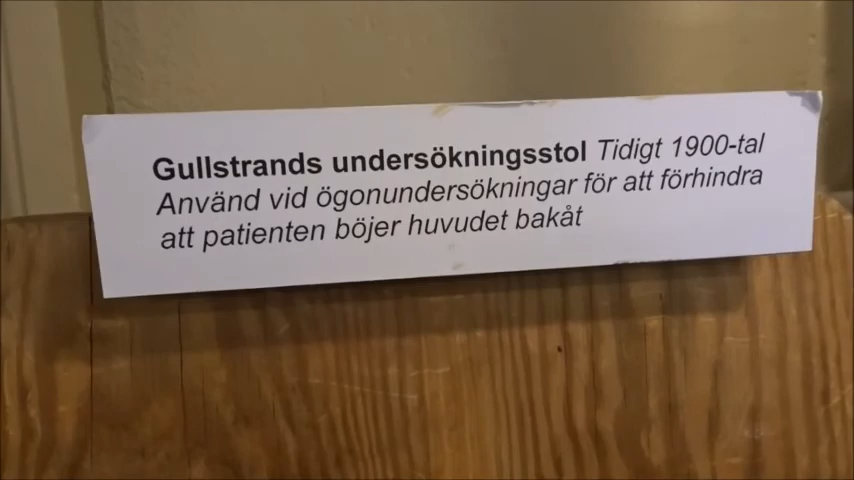 Gullstrands undersökningsstol Tidigt 1900-tal
Använd vid ögonundersökningar för att förhindra
att patienten böjer huvudet bakåt